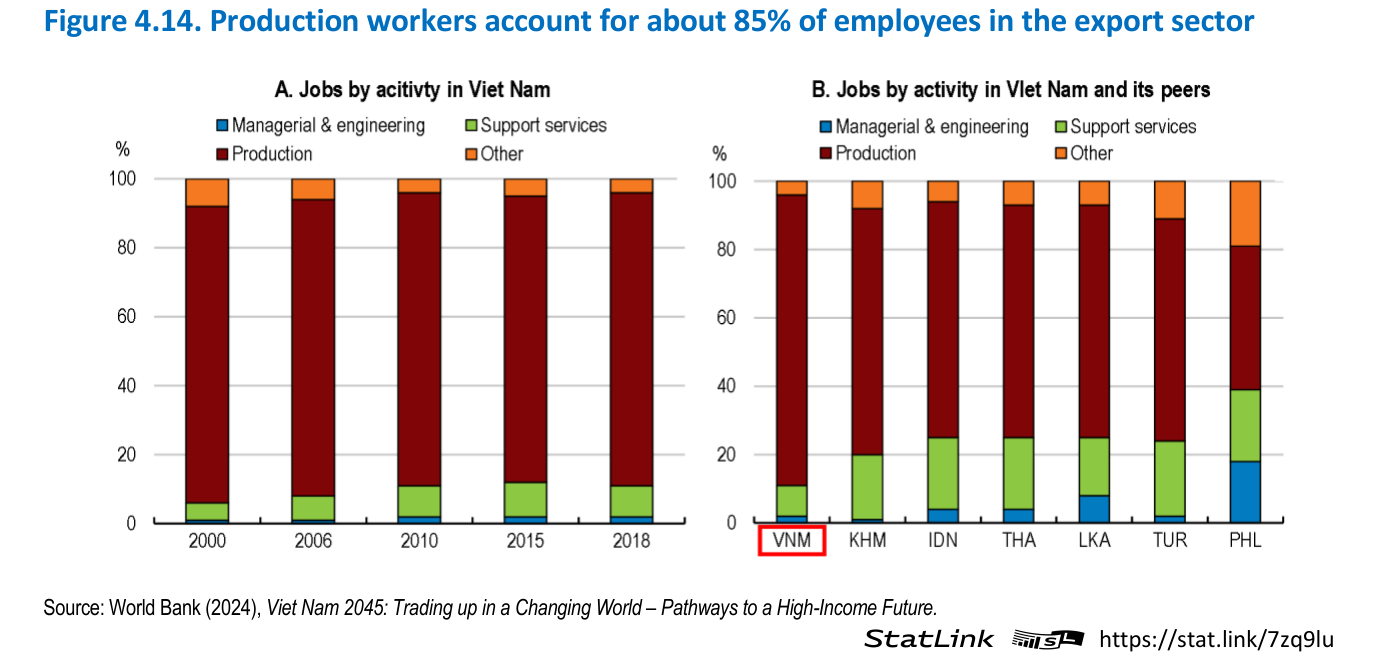 Figure 4.14. Production workers account for about 85% of employees in the export sector
A. Jobs by acitivty in Viet Nam
Managerial & engineering
Support services
Production
Other
%
100
80
60
40
20
0
2000
2006
2010
2015
2018
B. Jobs by activity in VIet Nam and its peers
Managerial & engineering
Support services
Production
Other
%
100
80
60
40
20
0
VNM
KHM
IDN
THA
LKA
TUR
PHL
Source: World Bank (2024), Viet Nam 2045: Trading up in a Changing World – Pathways to a High-Income Future.
StatLink https://stat.link/7zq9lu